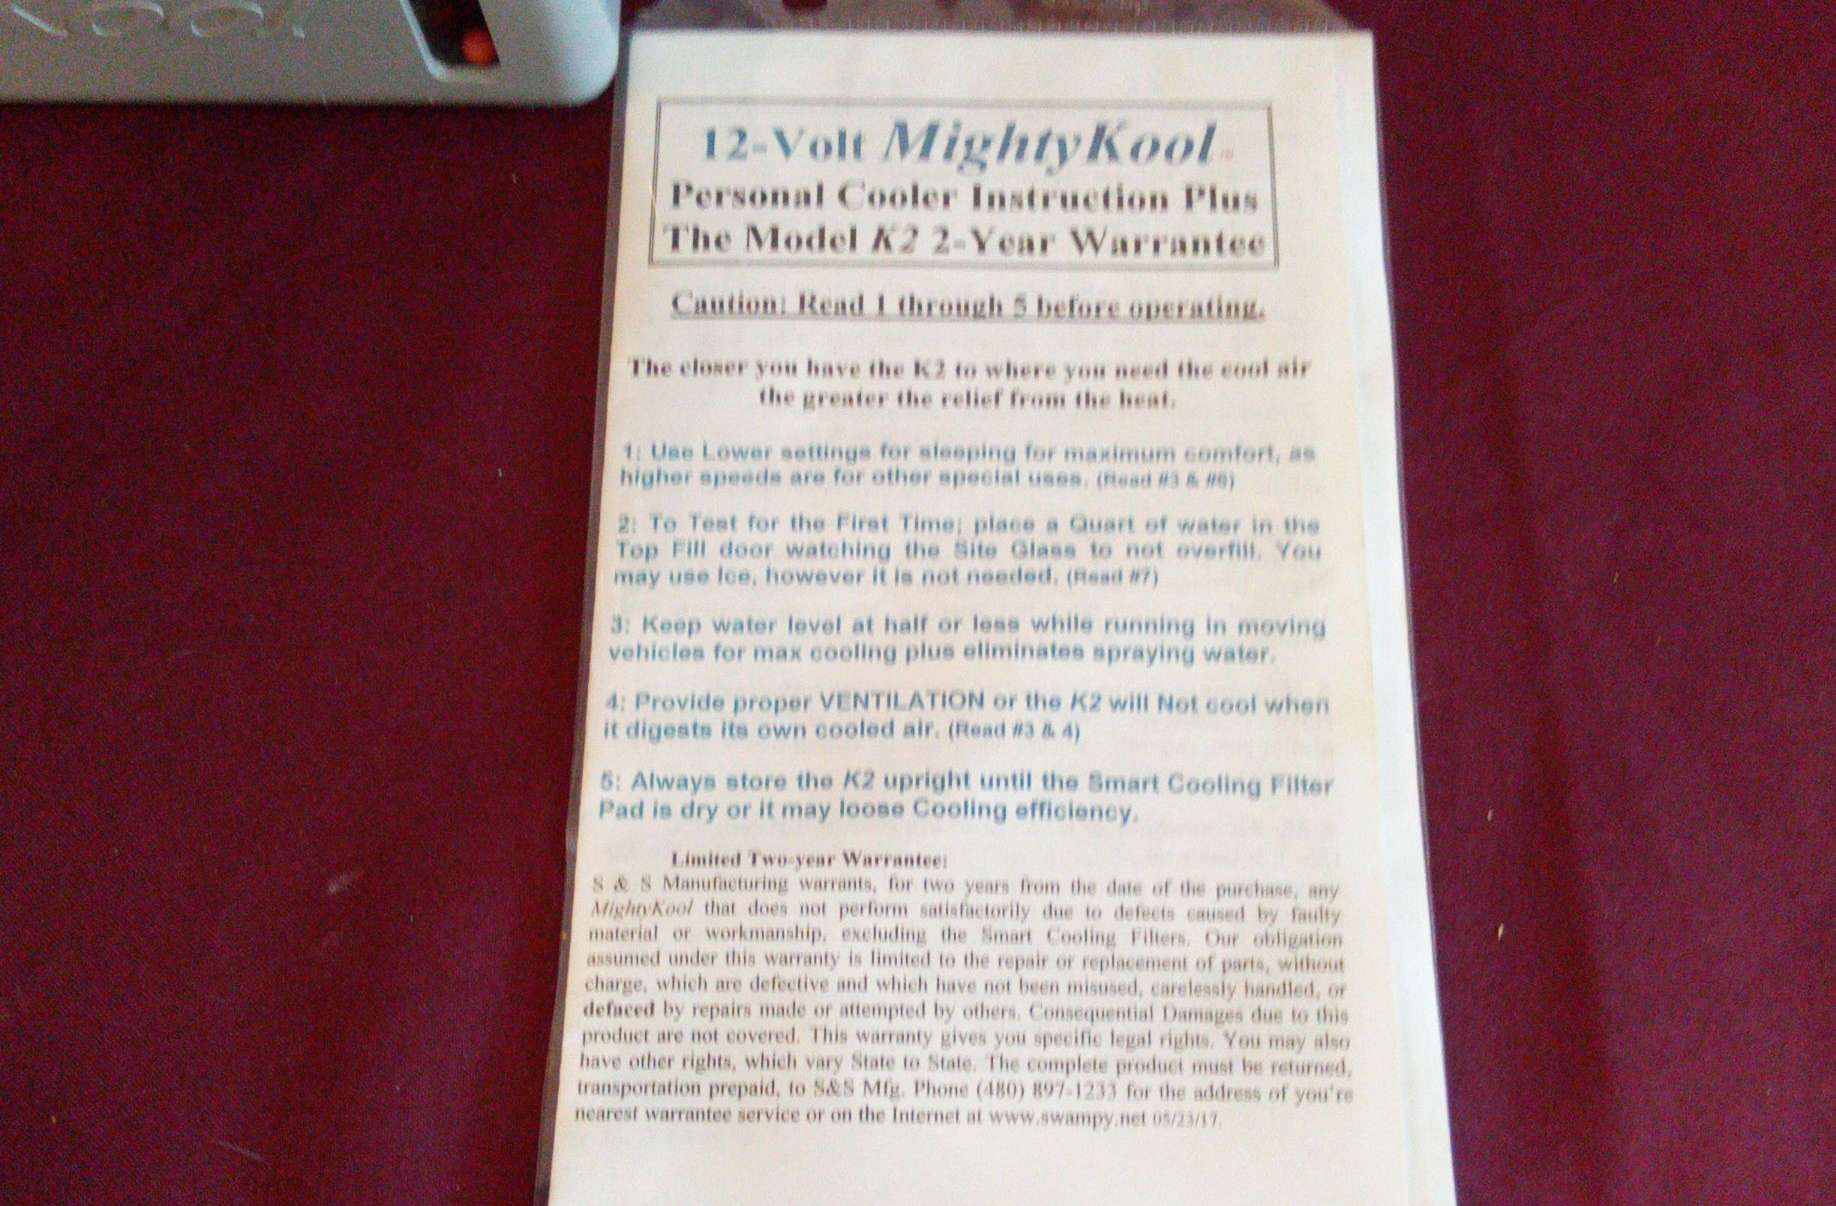 Kool
12-Volt MightyKool
Personal Cooler Instruction Plus
The Model K2 2-Year Warrantee
Caution: Read 1 through 5 before operating.
The closer you have the K2 to where you need the cool air
the greater the relief from the heat.
1: Use Lower settings for sleeping for maximum comfort, as
higher speeds are for other special uses. (Read #3 & #6)
2: To Test for the First Time; place a Quart of water in the
Top Fill door watching the Site Glass to not overfill. You
may use Ice, however it is not needed. (Read #7)
3: Keep water level at half or less while running in moving
vehicles for max cooling plus eliminates spraying water.
4: Provide proper VENTILATION or the K2 will Not cool when
it digests its own cooled air. (Read #3 & 4)
5: Always store the K2 upright until the Smart Cooling Filter
Pad is dry or it may loose Cooling efficiency.
Limited Two-year Warrantee:
S & S Manufacturing warrants, for two years from the date of the purchase, any
MightyKool that does not perform satisfactorily due to defects caused by faulty
material or workmanship, excluding the Smart Cooling Filters. Our obligation
assumed under this warranty is limited to the repair or replacement of parts, without
charge, which are defective and which have not been misused, carelessly handled, or
defaced by repairs made or attempted by others. Consequential Damages due to this
product are not covered. This warranty gives you specific legal rights. You may also
have other rights, which vary State to State. The complete product must be returned,
transportation prepaid, to S&S Mfg. Phone (480) 897-1233 for the address of you're
nearest warrantee service or on the Internet at www.swampy.net 05/23/17.